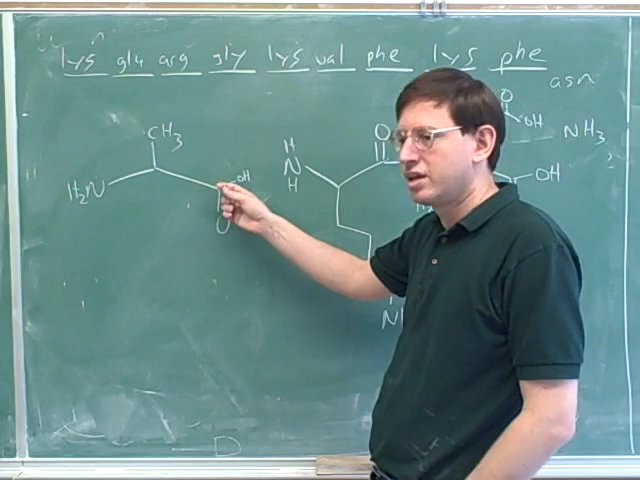 lys glu arg gly lys val phe lys phe
asn
CH3
O
OH
NH3
H
N
H
O
OH
H2N
OH
O
N
D